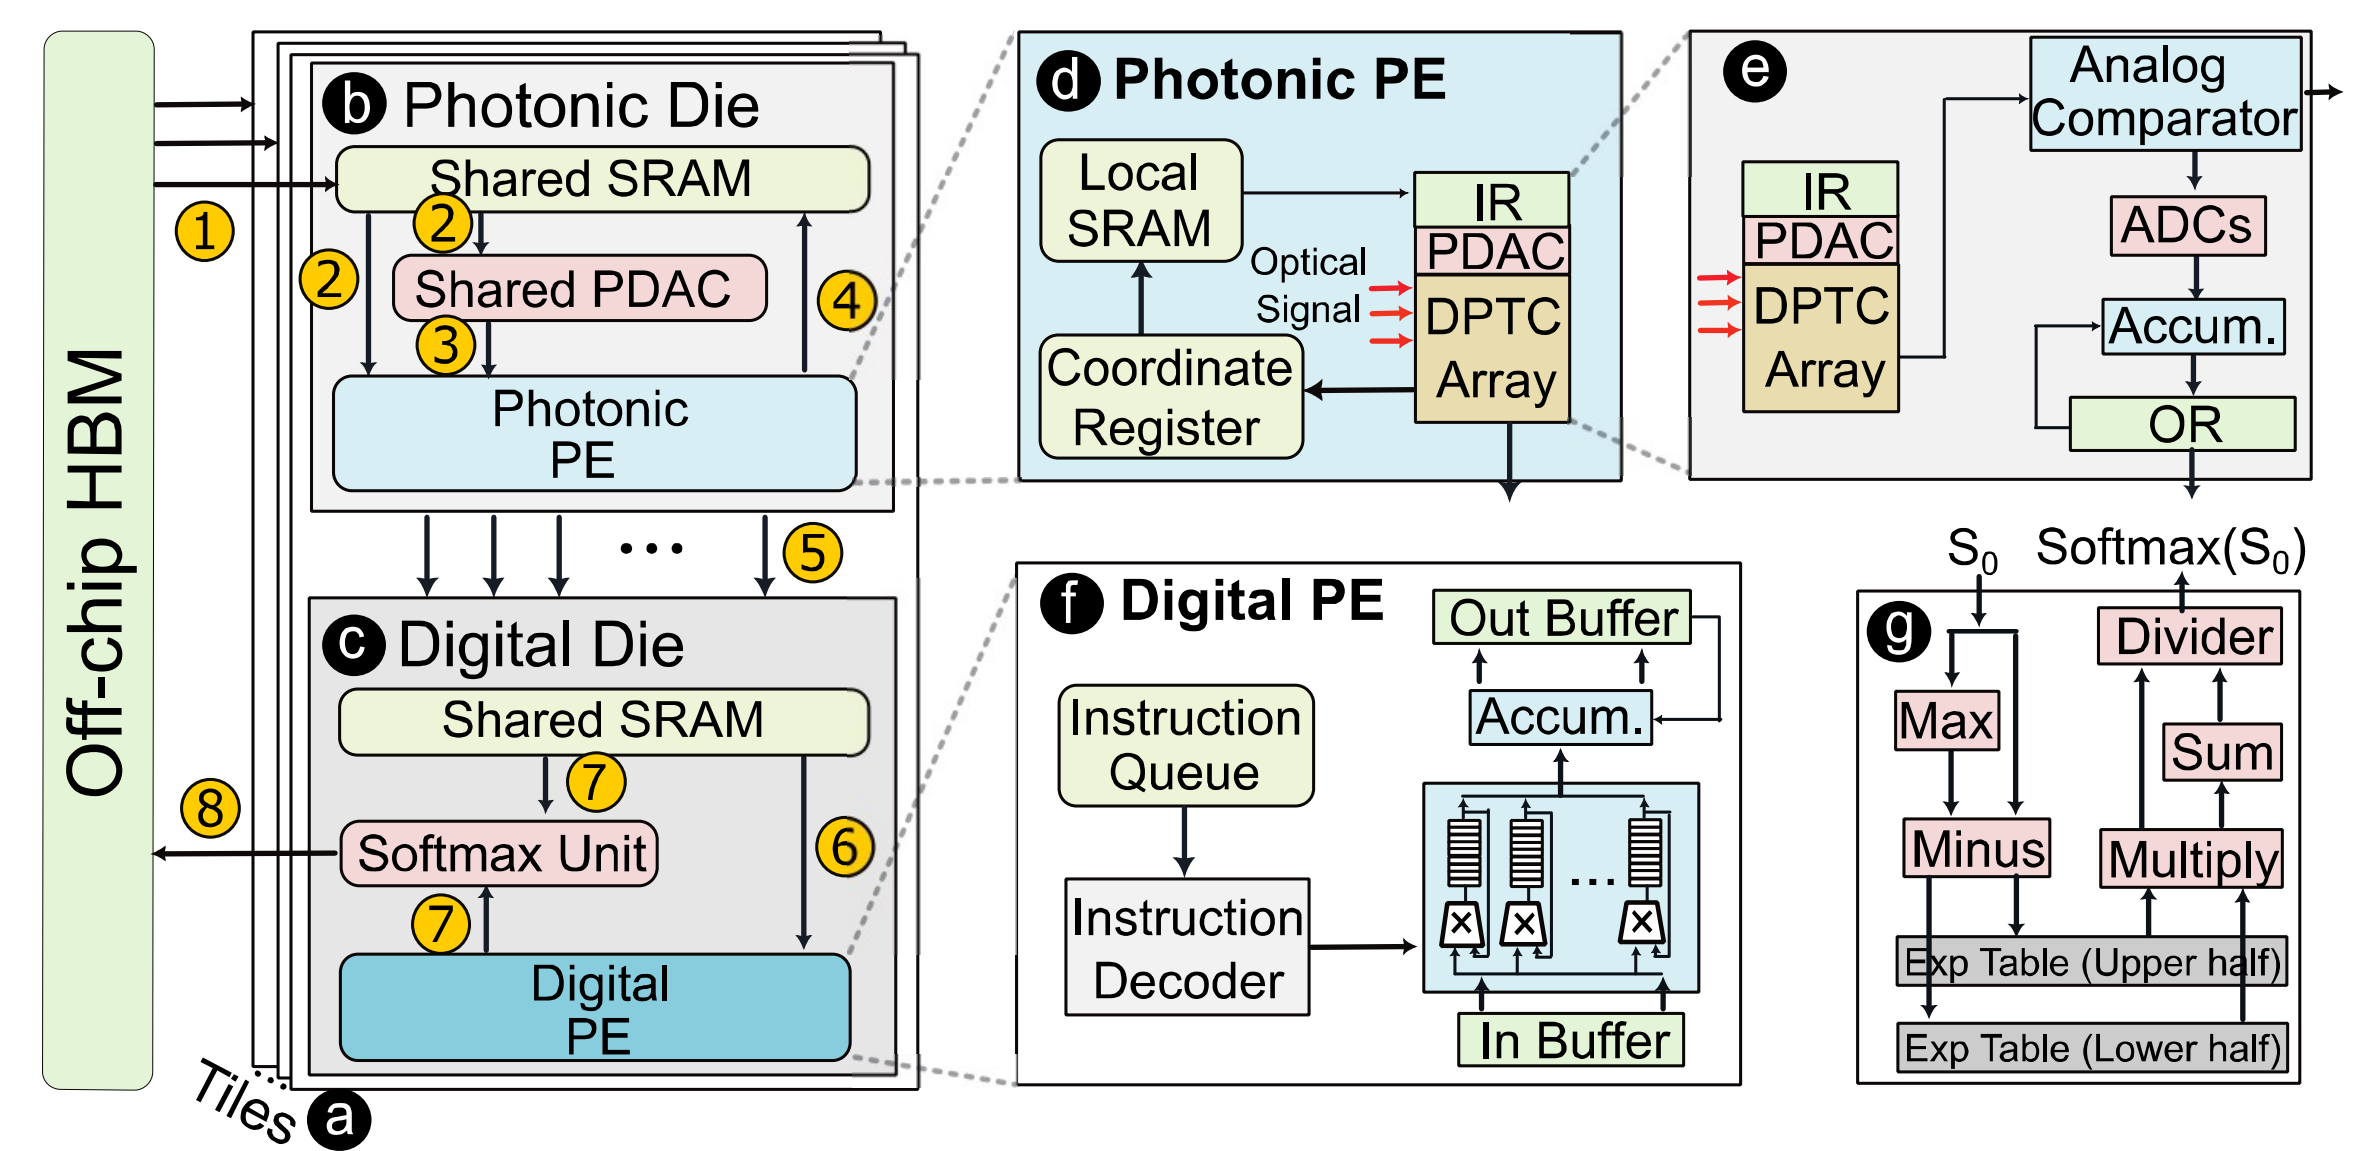 Off-chip HBM
1
b Photonic Die
Shared SRAM
2
2
Shared PDAC
3
4
Photonic
PE
...
5
c Digital Die
Shared SRAM
7
6
8
Softmax Unit
7
Digital
PE
Tiles ...
a
d Photonic PE
Local
SRAM
IR
PDAC
Optical
Signal
DPTC
Array
Coordinate
Register
e
Analog
Comparator
IR
PDAC
DPTC
Array
ADCs
Accum.
OR
f Digital PE
Out Buffer
Accum.
Instruction
Queue
Instruction
Decoder
...
× × ×
In Buffer
S₀ Softmax(S₀)
g
Divider
Max
Sum
Minus
Multiply
Exp Table (Upper half)
Exp Table (Lower half)